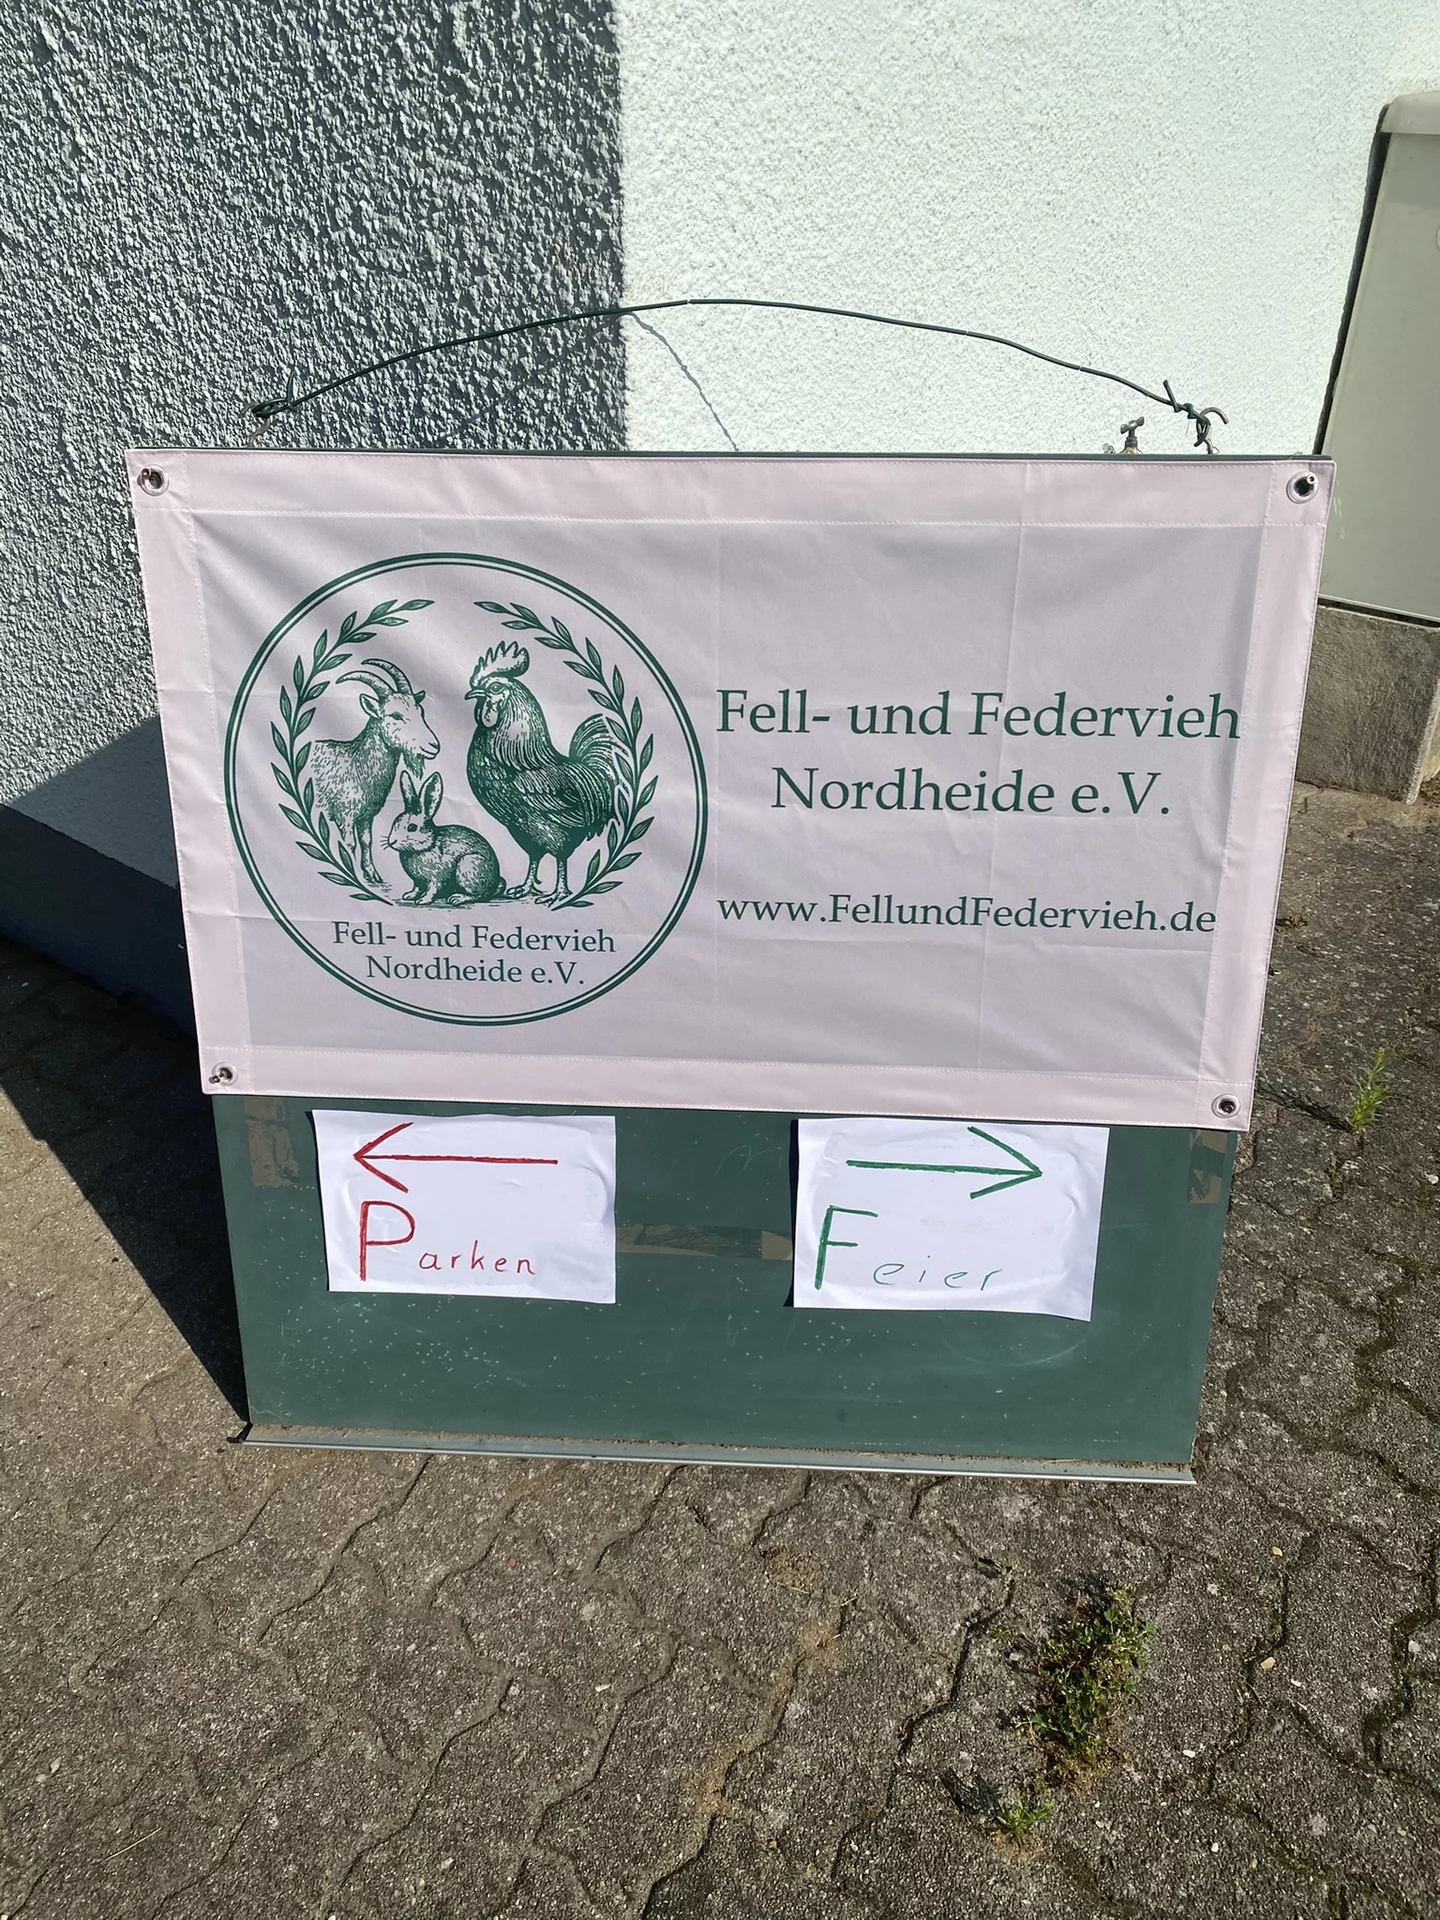 Fell- und Federvieh
Nordheide e.V.
www.FellundFedervieh.de
Fell- und Federvieh
Nordheide e.V.
Parken
Feier